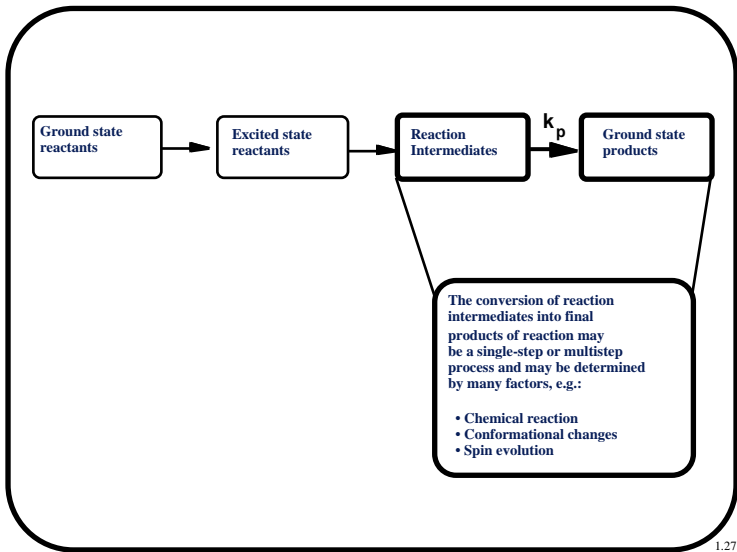 Ground state
reactants
Excited state
reactants
Reaction
Intermediates
kp
Ground state
products
The conversion of reaction
intermediates into final
products of reaction may
be a single-step or multistep
process and may be determined
by many factors, e.g.:
• Chemical reaction
• Conformational changes
• Spin evolution
1.27